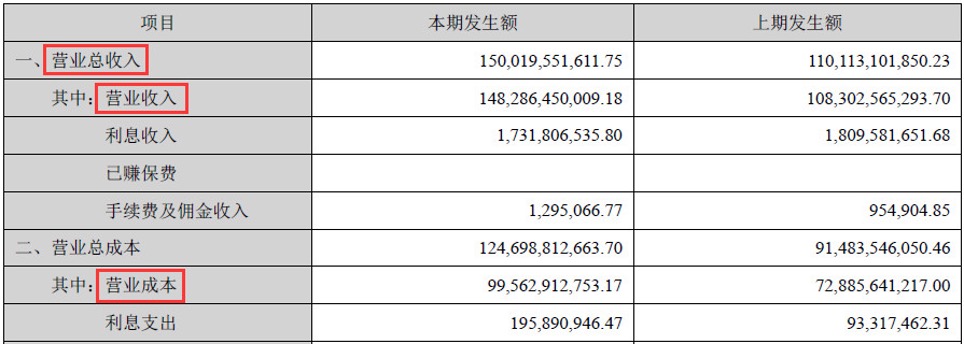 项目 本期发生额 上期发生额
一、营业总收入 150,019,551,611.75 110,113,101,850.23
其中:营业收入 148,286,450,009.18 108,302,565,293.70
利息收入 1,731,806,535.80 1,809,581,651.68
已赚保费
手续费及佣金收入 1,295,066.77 954,904.85
二、营业总成本 124,698,812,663.70 91,483,546,050.46
其中:营业成本 99,562,912,753.17 72,885,641,217.00
利息支出 195,890,946.47 93,317,462.31